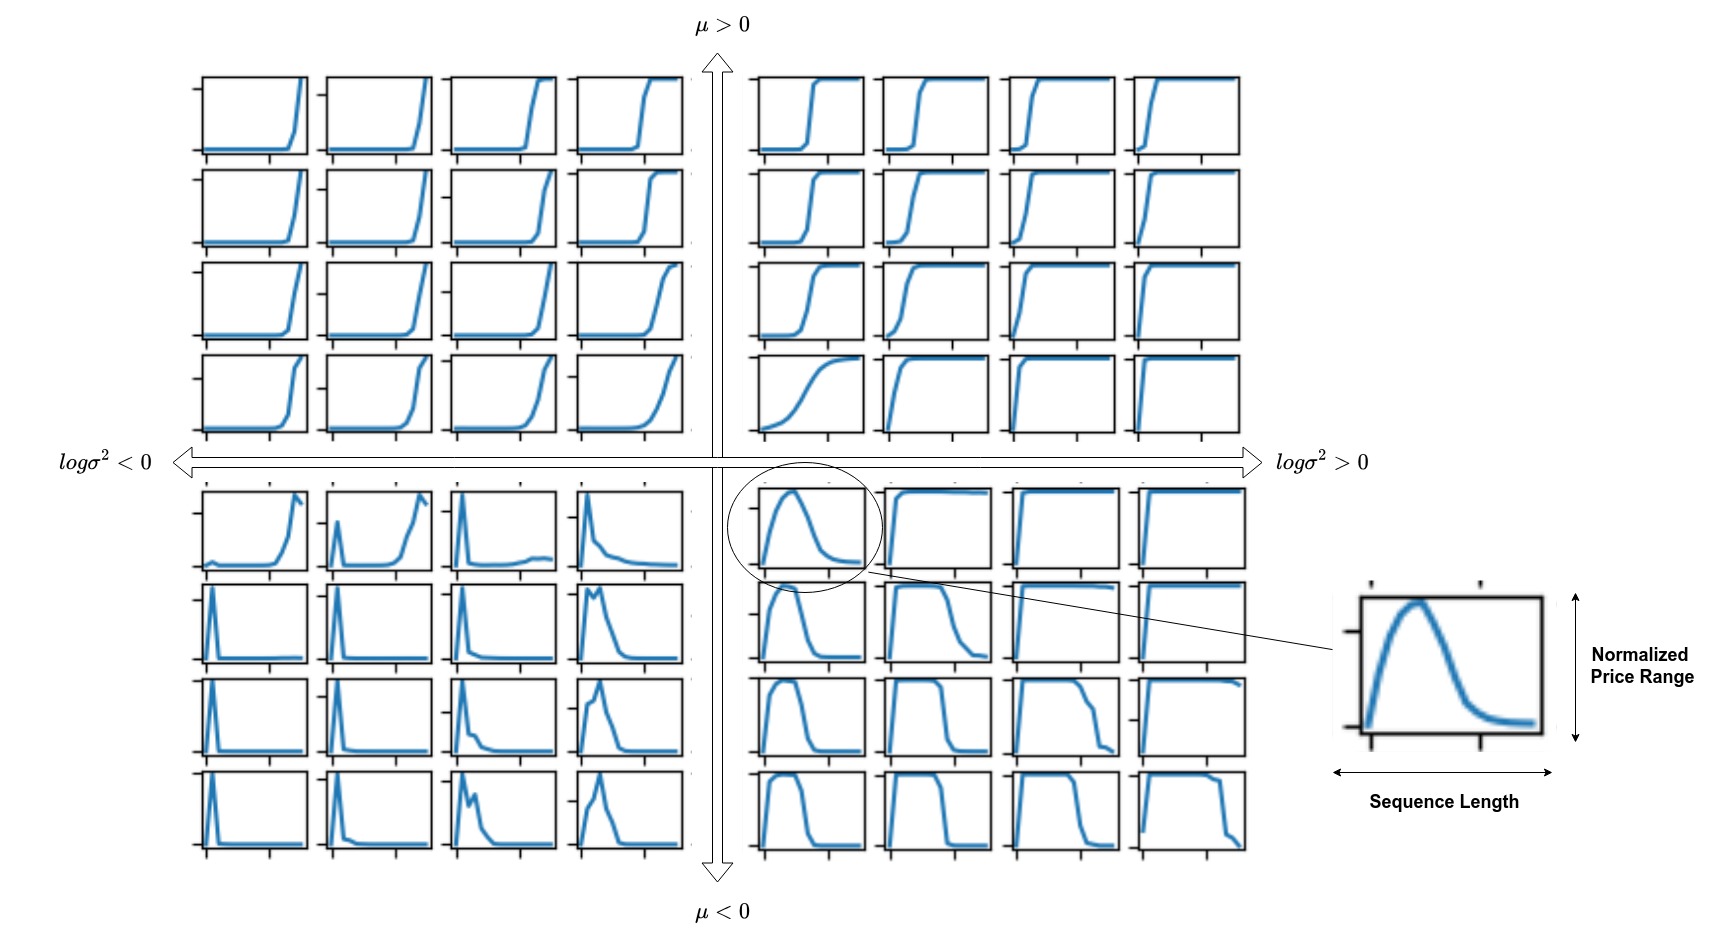 μ > 0
logσ² < 0
logσ² > 0
Normalized
Price Range
Sequence Length
μ < 0